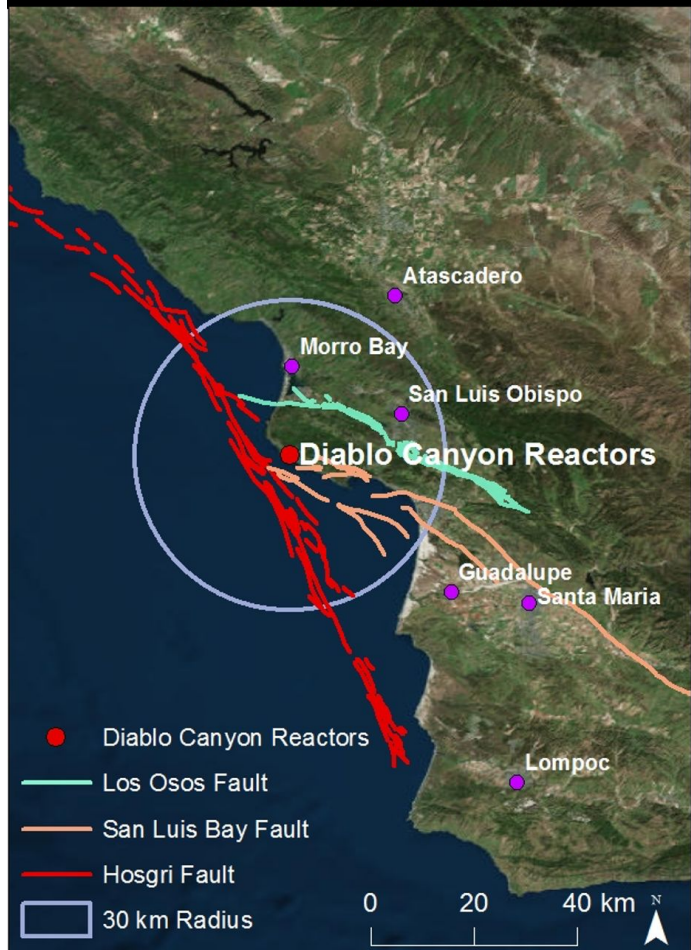 Atascadero
Morro Bay
San Luis Obispo
Diablo Canyon Reactors
Guadalupe
Santa Maria
Lompoc
Diablo Canyon Reactors
Los Osos Fault
San Luis Bay Fault
Hosgri Fault
30 km Radius
0 20 40 km
N